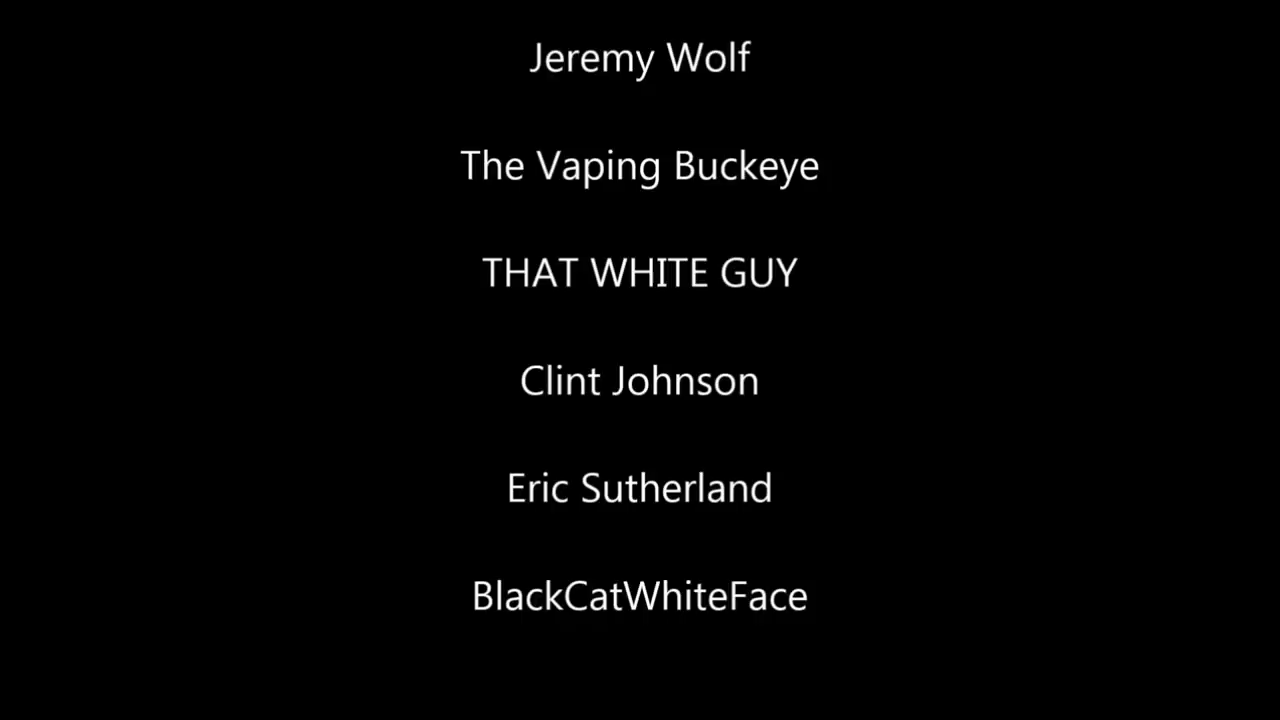 Jeremy Wolf
The Vaping Buckeye
THAT WHITE GUY
Clint Johnson
Eric Sutherland
BlackCatWhiteFace